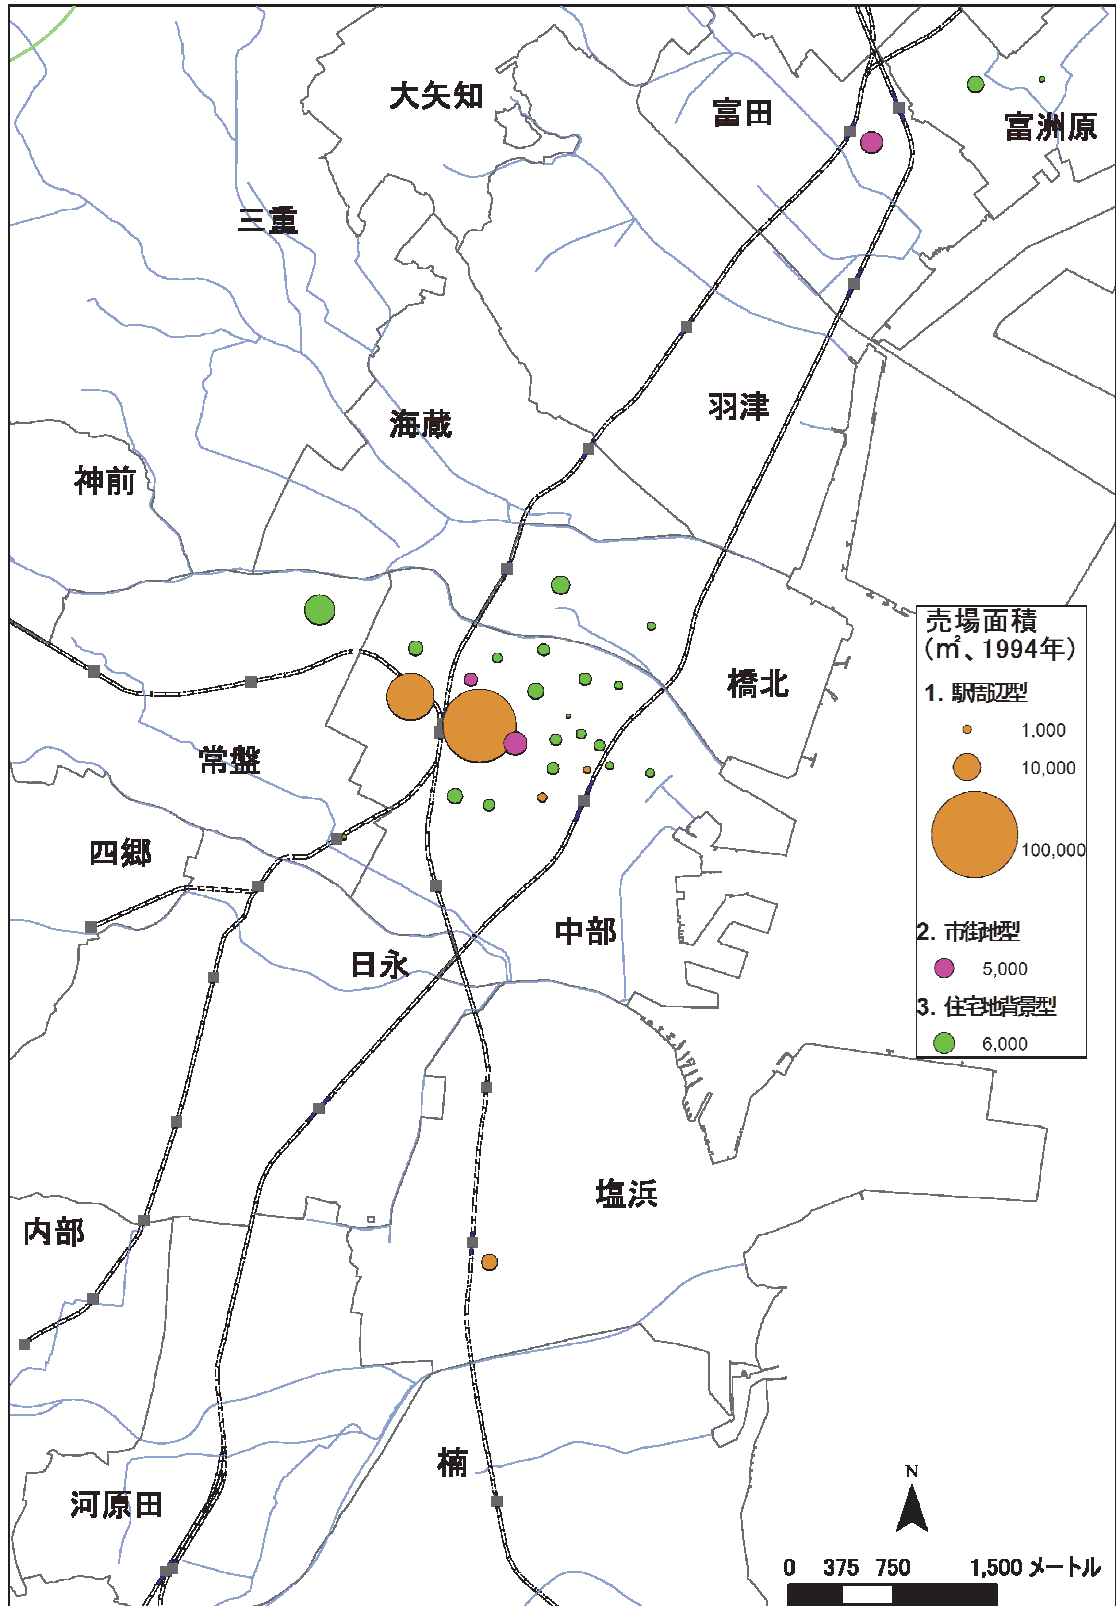 大矢知
富田
富洲原
三重
羽津
海蔵
神前
売場面積
(㎡、1994年)
1. 駅周辺型
1.000
10,000
100,000
2. 市街地型
5,000
3. 住宅地背景型
6,000
橋北
常盤
四郷
中部
日永
塩浜
内部
楠
河原田
N
0 375 750 1,500 メートル